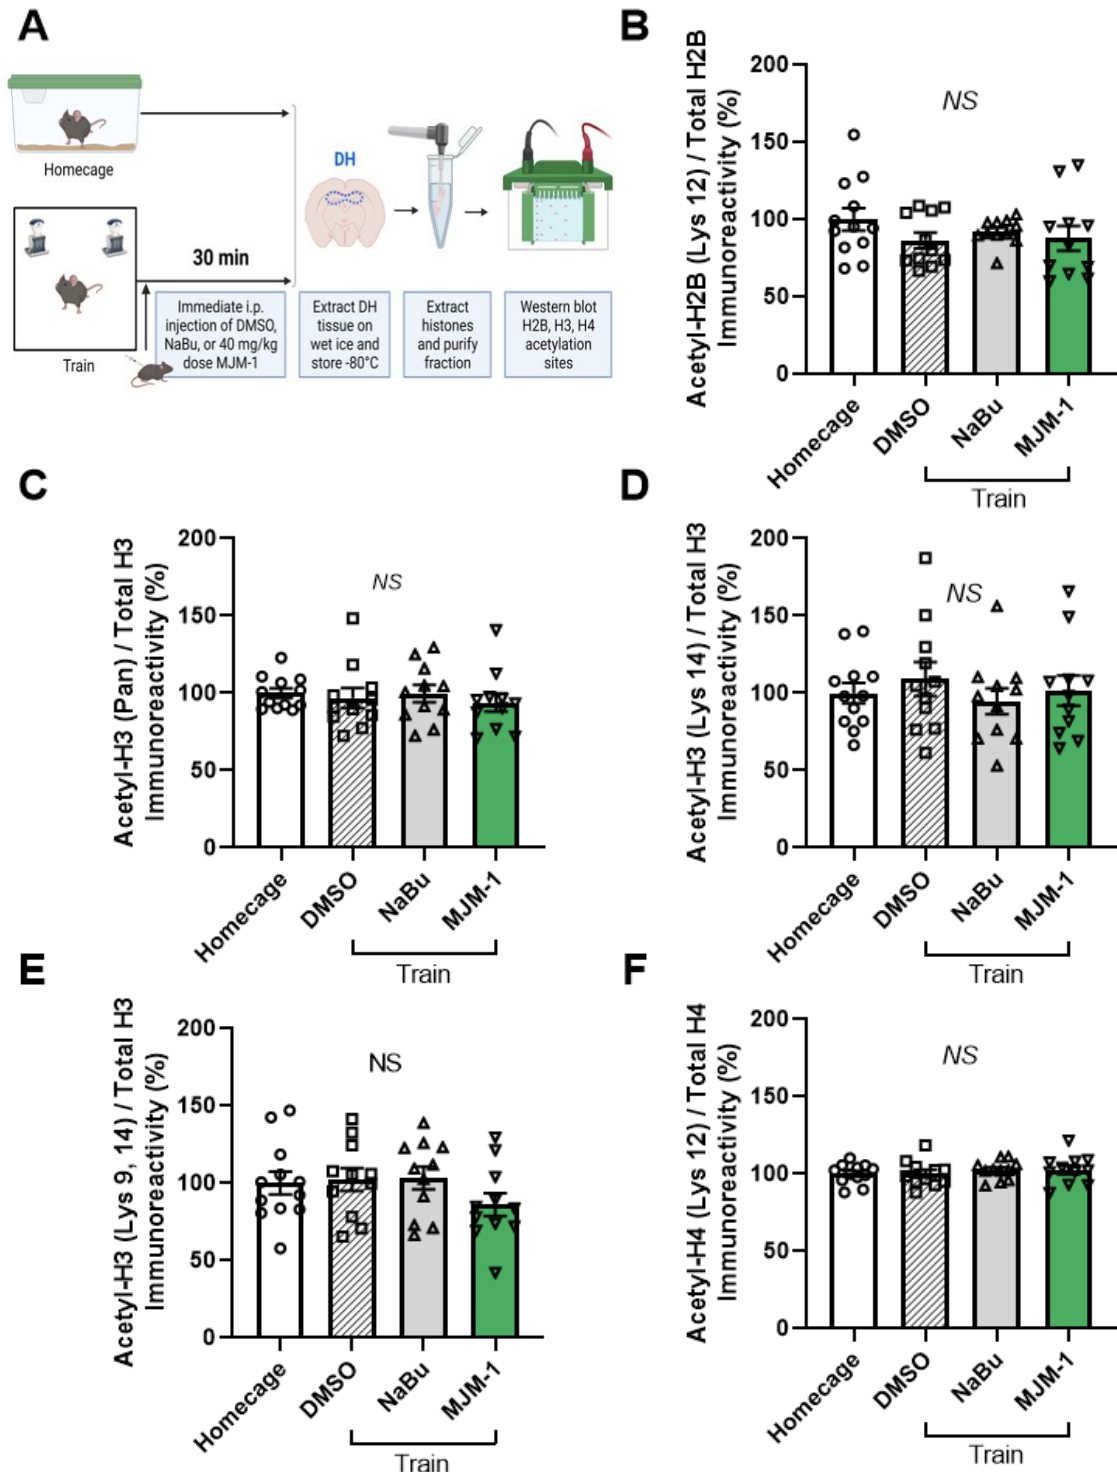 A
Homecage
Train
30 min
DH
Immediate i.p.
injection of DMSO,
NaBu, or 40 mg/kg
dose MJM-1
Extract DH
tissue on
wet ice and
store -80°C
Extract
histones
and purify
fraction
Western blot
H2B, H3, H4
acetylation
sites
B
Acetyl-H2B (Lys 12) / Total H2B
Immunoreactivity (%)
200
150
100
50
0
NS
Homecage
DMSO
NaBu
MJM-1
Train
C
Acetyl-H3 (Pan) / Total H3
Immunoreactivity (%)
200
150
100
50
0
NS
Homecage
DMSO
NaBu
MJM-1
Train
D
Acetyl-H3 (Lys 14) / Total H3
Immunoreactivity (%)
200
150
100
50
0
NS
Homecage
DMSO
NaBu
MJM-1
Train
E
Acetyl-H3 (Lys 9, 14) / Total H3
Immunoreactivity (%)
200
150
100
50
0
NS
Homecage
DMSO
NaBu
MJM-1
Train
F
Acetyl-H4 (Lys 12) / Total H4
Immunoreactivity (%)
200
150
100
50
0
NS
Homecage
DMSO
NaBu
MJM-1
Train